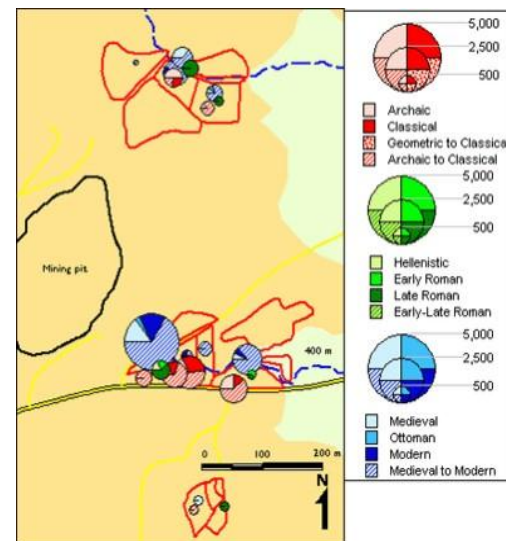 Mining pit
400 m
0 100 200 m
N
5,000
2,500
500
Archaic
Classical
Geometric to Classica
Archaic to Classical
5,000
2,500
500
Hellenistic
Early Roman
Late Roman
Early-Late Roman
5,000
2,500
500
Medieval
Ottoman
Modern
Medieval to Modern